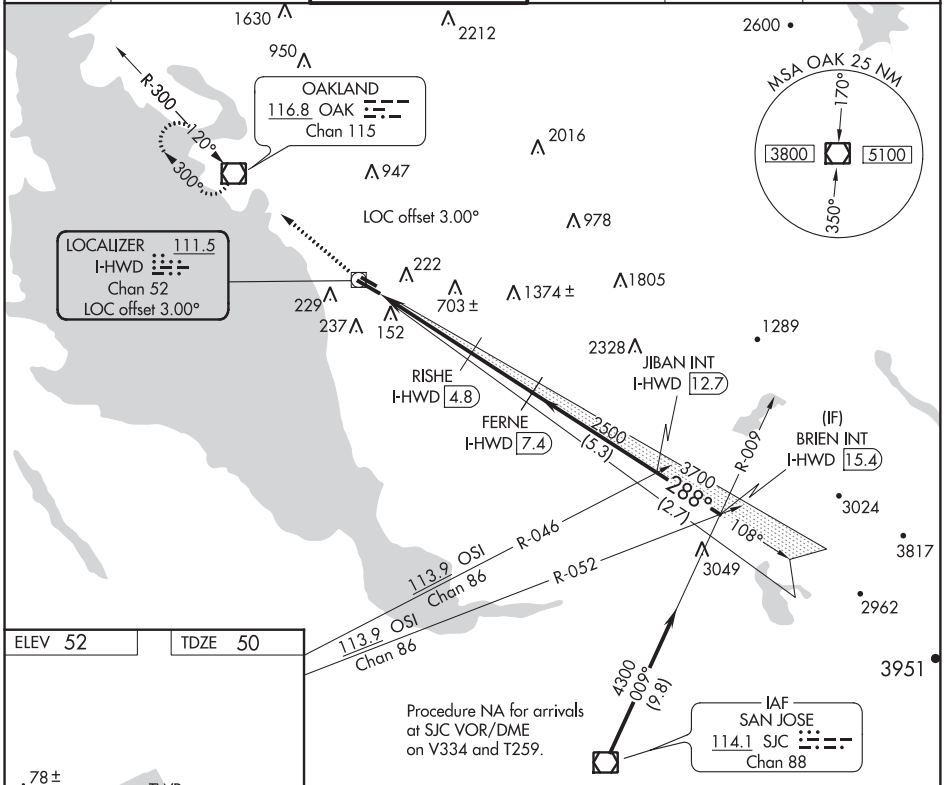 1630
2212
2600
950
MSA OAK 25 NM
170°
3800
5100
350°
R-300
120°
300°
OAKLAND
116.8 OAK
Chan 115
2016
947
LOC offset 3.00°
978
LOCALIZER 111.5
I-HWD
Chan 52
LOC offset 3.00°
222
229
703 ±
1374 ±
1805
237
152
1289
2328
RISHE
I-HWD 4.8
JIBAN INT
I-HWD 12.7
FERNE
I-HWD 7.4
2500
(5.3)
R-009
(IF)
BRIEN INT
I-HWD 15.4
3700
288°
(2.7)
108°
3024
3817
R-046
113.9 OSI
Chan 86
R-052
3049
2962
113.9 OSI
Chan 86
3951
ELEV 52
TDZE 50
4300
009°
(9.8)
Procedure NA for arrivals
at SJC VOR/DME
on V334 and T259.
IAF
SAN JOSE
114.1 SJC
Chan 88
78 ±